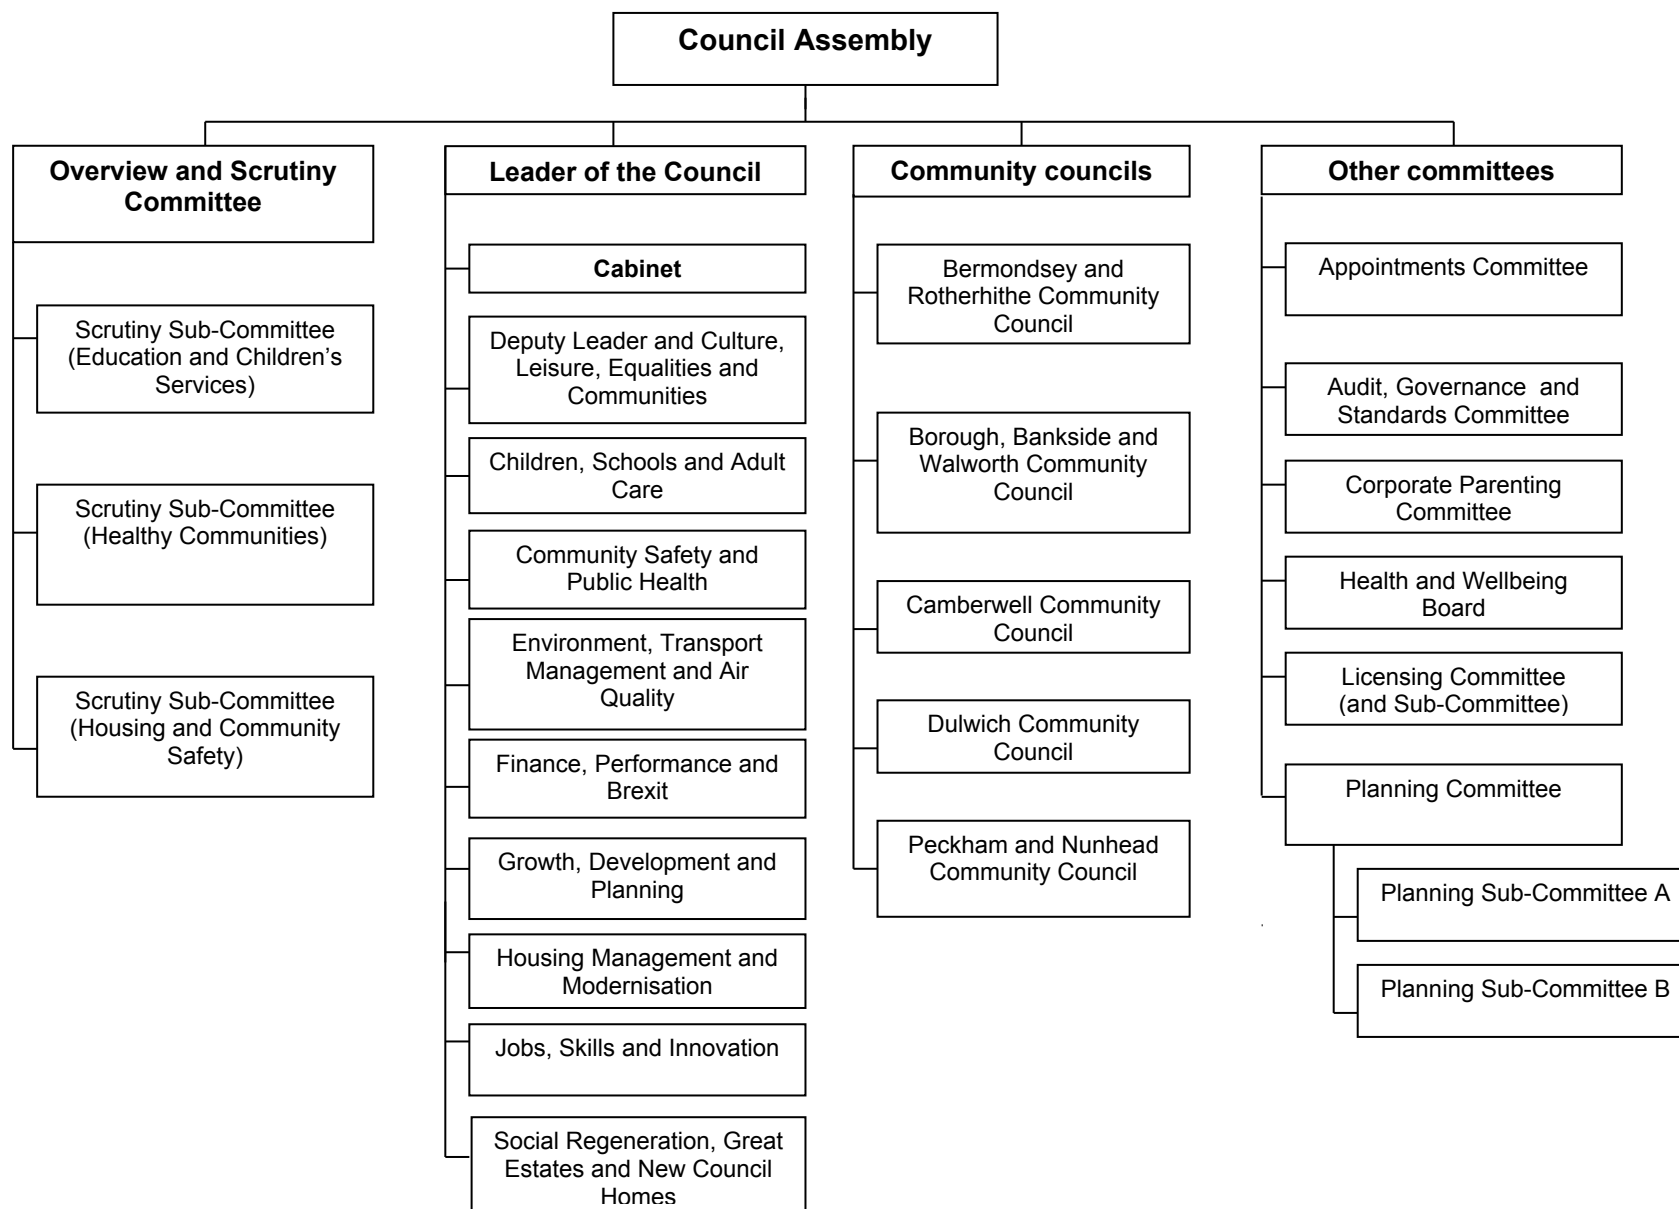 Council Assembly
Overview and Scrutiny
Committee
Scrutiny Sub-Committee
(Education and Children’s
Services)
Scrutiny Sub-Committee
(Healthy Communities)
Scrutiny Sub-Committee
(Housing and Community
Safety)
Leader of the Council
Cabinet
Deputy Leader and Culture,
Leisure, Equalities and
Communities
Children, Schools and Adult
Care
Community Safety and
Public Health
Environment, Transport
Management and Air
Quality
Finance, Performance and
Brexit
Growth, Development and
Planning
Housing Management and
Modernisation
Jobs, Skills and Innovation
Social Regeneration, Great
Estates and New Council
Homes
Community councils
Bermondsey and
Rotherhithe Community
Council
Borough, Bankside and
Walworth Community
Council
Camberwell Community
Council
Dulwich Community
Council
Peckham and Nunhead
Community Council
Other committees
Appointments Committee
Audit, Governance  and
Standards Committee
Corporate Parenting
Committee
Health and Wellbeing
Board
Licensing Committee
(and Sub-Committee)
Planning Committee
Planning Sub-Committee A
Planning Sub-Committee B